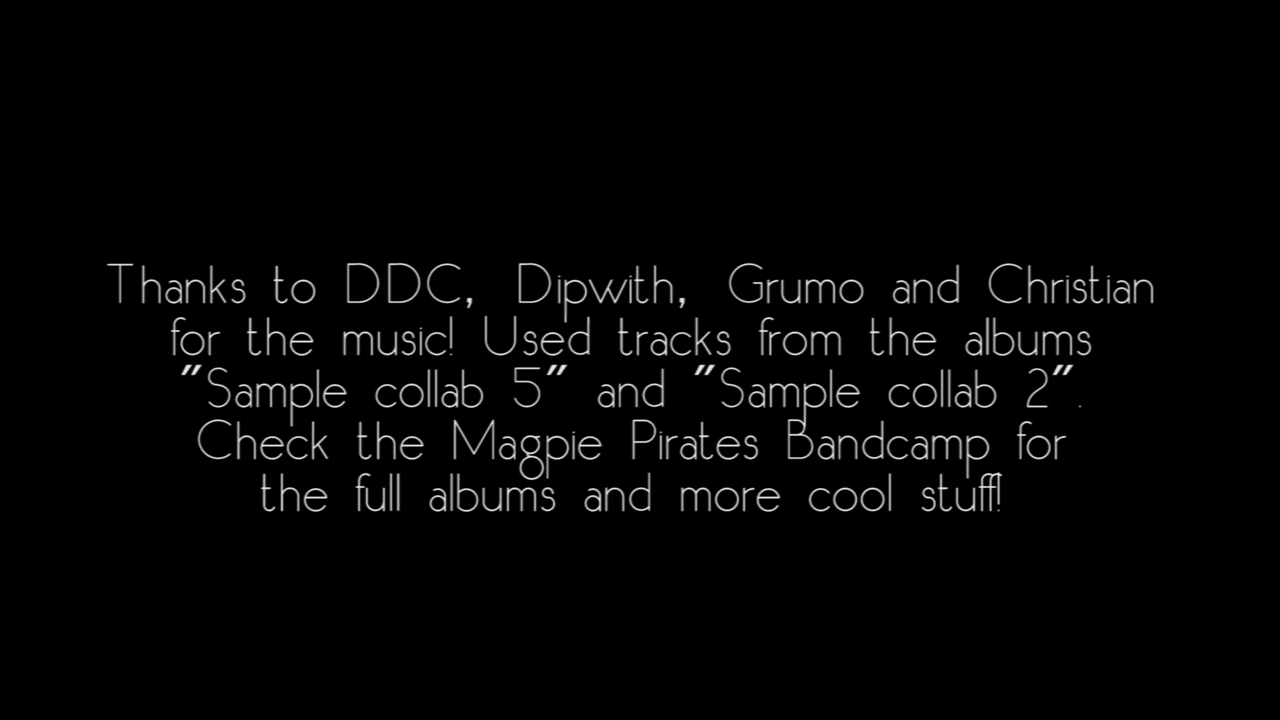 Thanks to DDC, Dipwith, Grumo and Christian
for the music! Used tracks from the albums
"Sample collab 5" and "Sample collab 2".
Check the Magpie Pirates Bandcamp for
the full albums and more cool stuff!